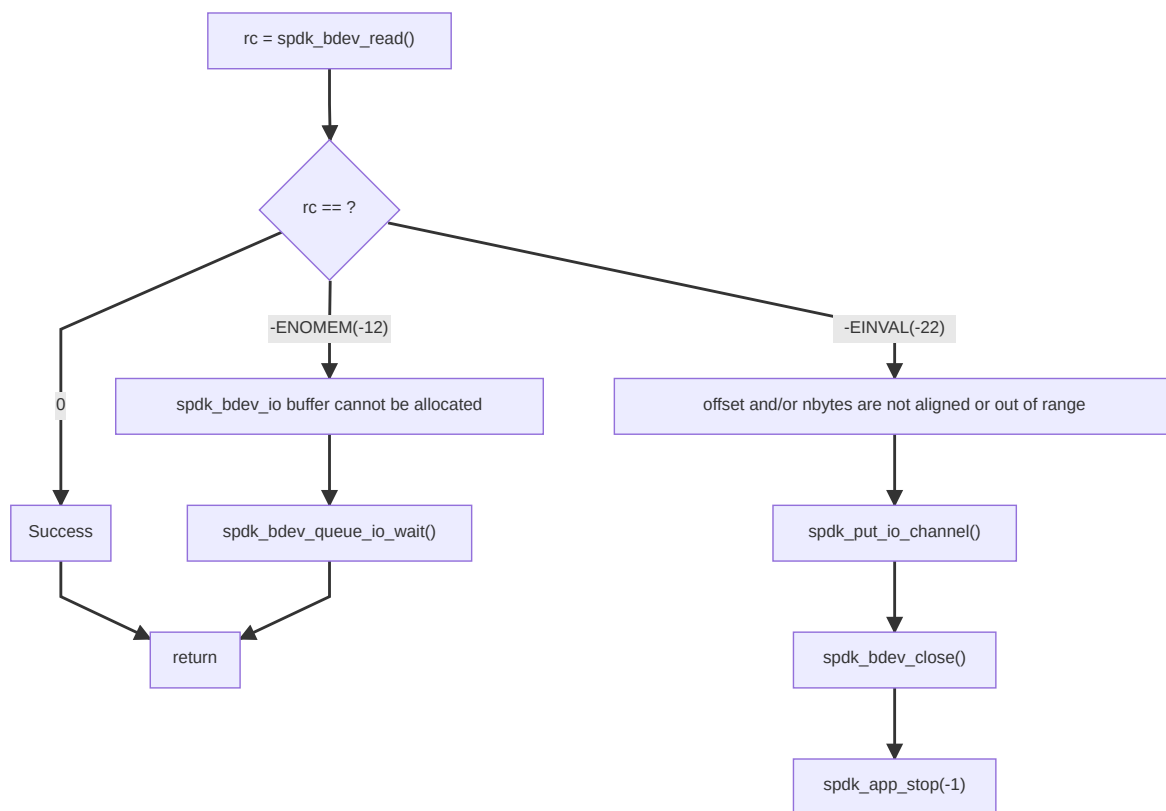 rc = spdk_bdev_read()
rc == ?
-ENOMEM(-12)
-EINVAL(-22)
0
spdk_bdev_io buffer cannot be allocated
offset and/or nbytes are not aligned or out of range
Success
spdk_bdev_queue_io_wait()
spdk_put_io_channel()
return
spdk_bdev_close()
spdk_app_stop(-1)